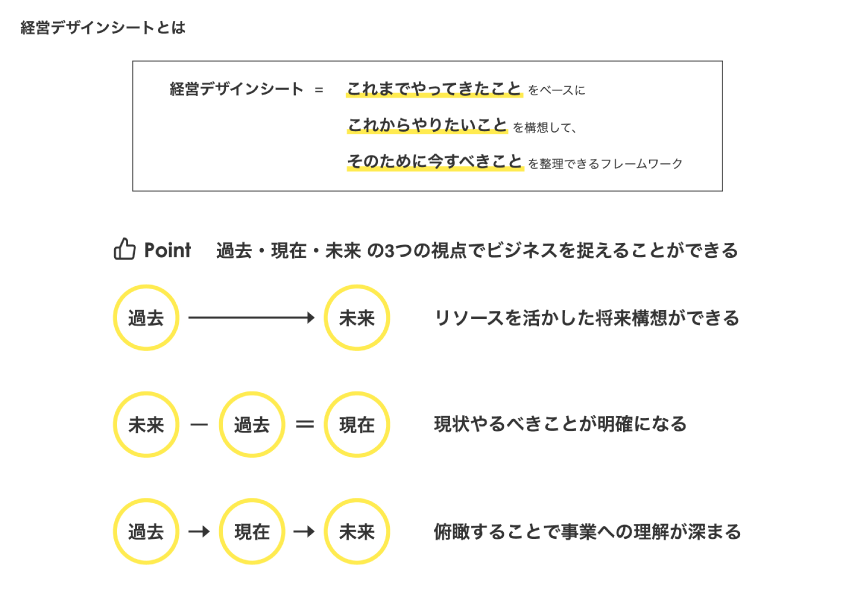 経営デザインシートとは
経営デザインシート = これまでやってきたこと をベースに
これからやりたいこと を構想して、
そのために今すべきこと を整理できるフレームワーク
Point 過去・現在・未来 の3つの視点でビジネスを捉えることができる
過去 → 未来 リソースを活かした将来構想ができる
未来 − 過去 = 現在 現状やるべきことが明確になる
過去 → 現在 → 未来 俯瞰することで事業への理解が深まる